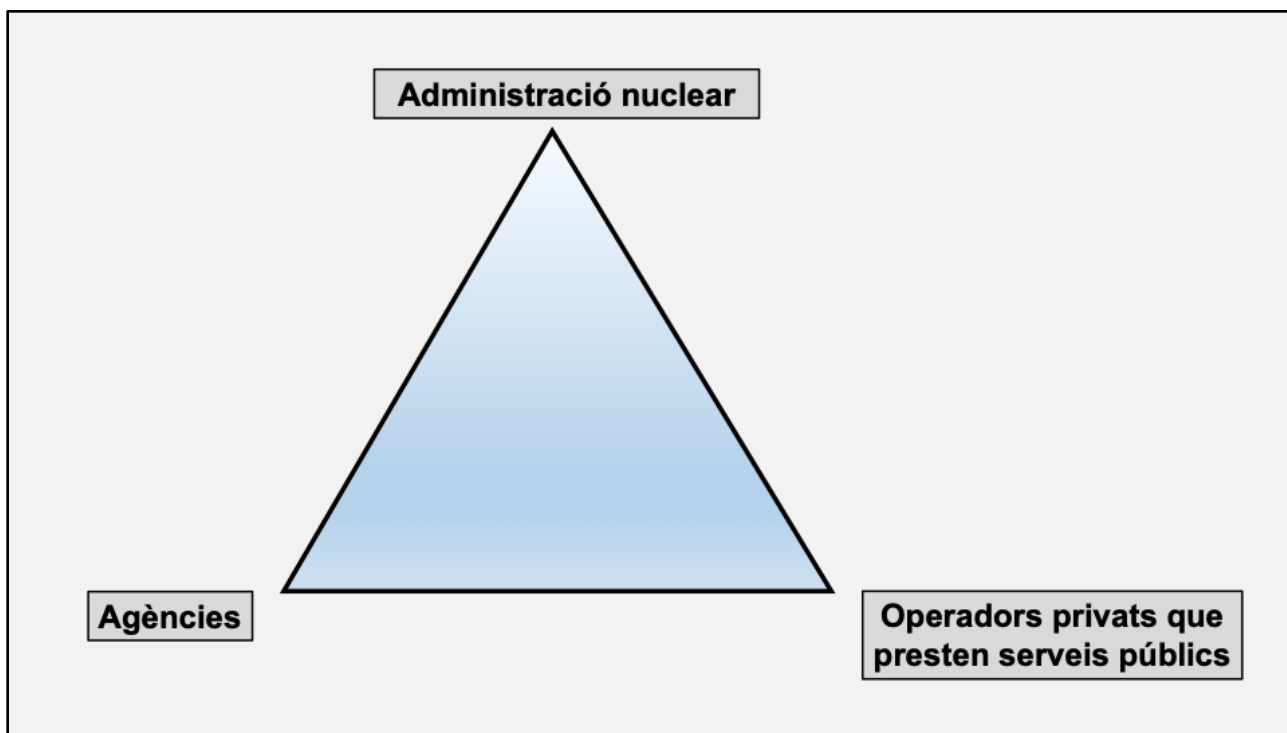 Administració nuclear
Agències
Operadors privats que
presten serveis públics